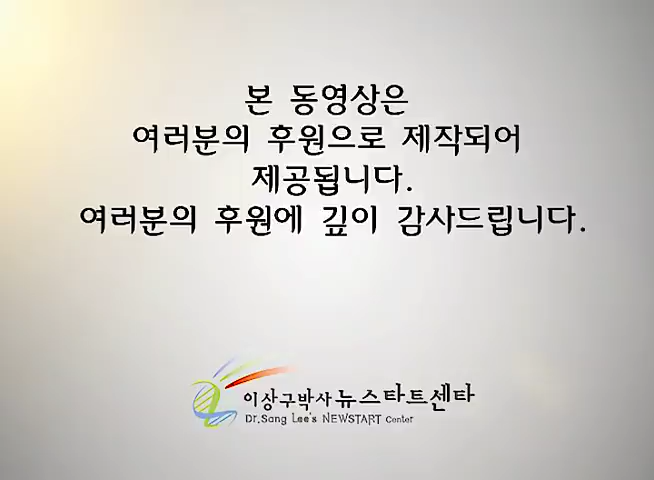 본 동영상은
여러분의 후원으로 제작되어
제공됩니다.
여러분의 후원에 깊이 감사드립니다.
이상구박사 뉴스타트센타
Dr.Sang Lee's NEWSTART Center